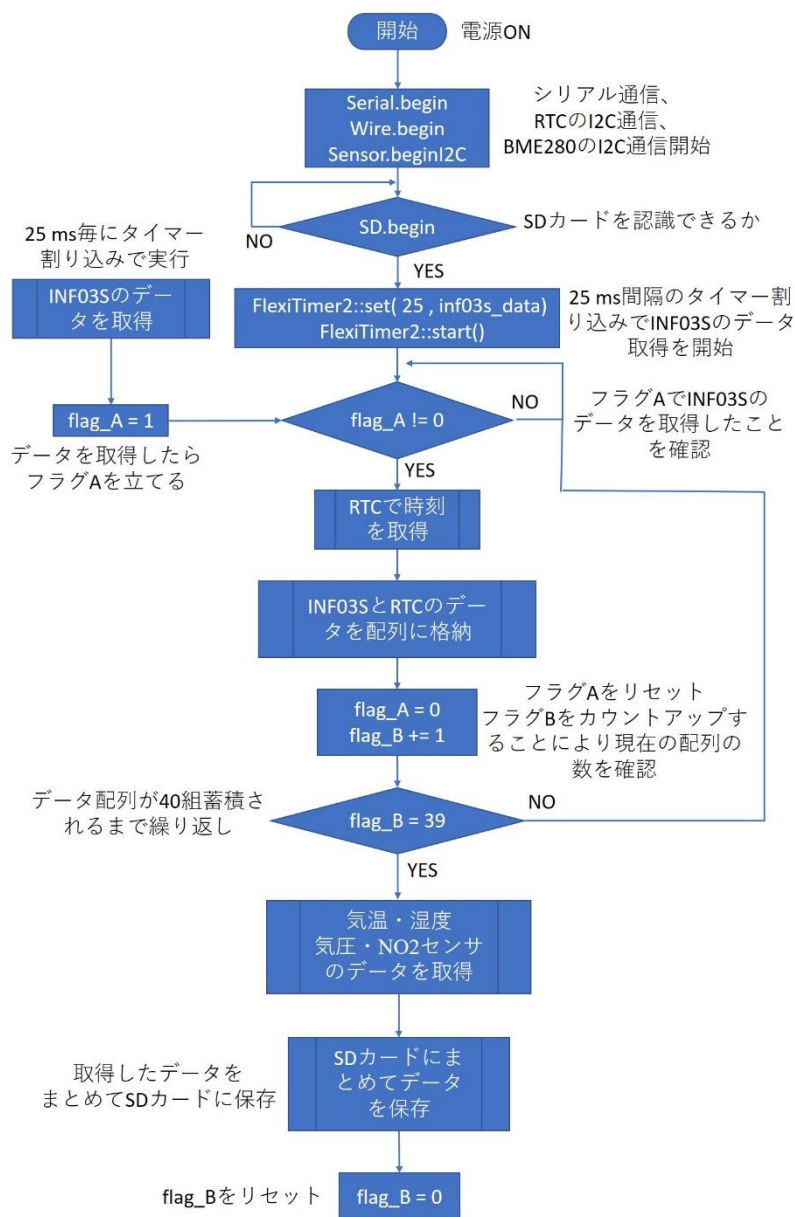 開始
電源ON
Serial.begin
Wire.begin
Sensor.beginI2C
シリアル通信、
RTCのI2C通信、
BME280のI2C通信開始
SD.begin
SDカードを認識できるか
NO
YES
25 ms毎にタイマー
割り込みで実行
INF03Sのデー
タを取得
FlexiTimer2::set( 25 , inf03s_data)
FlexiTimer2::start()
25 ms間隔のタイマー割
り込みでINF03Sのデータ
取得を開始
flag_A = 1
データを取得したら
フラグAを立てる
flag_A != 0
NO
YES
フラグAでINF03Sの
データを取得したこと
を確認
RTCで時刻
を取得
INF03SとRTCのデー
タを配列に格納
flag_A = 0
flag_B += 1
フラグAをリセット
フラグBをカウントアップす
ることにより現在の配列の
数を確認
データ配列が40組蓄積さ
れるまで繰り返し
flag_B = 39
NO
YES
気温・湿度
気圧・NO2センサ
のデータを取得
取得したデータを
まとめてSDカードに保存
SDカードにま
とめてデータ
を保存
flag_Bをリセット
flag_B = 0